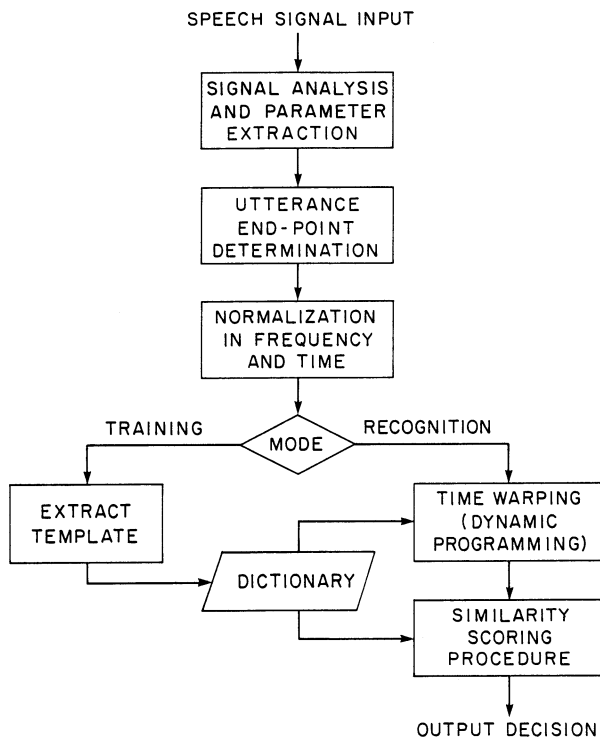 SPEECH SIGNAL INPUT
SIGNAL ANALYSIS
AND PARAMETER
EXTRACTION
UTTERANCE
END-POINT
DETERMINATION
NORMALIZATION
IN FREQUENCY
AND TIME
TRAINING
MODE
RECOGNITION
EXTRACT
TEMPLATE
DICTIONARY
TIME WARPING
(DYNAMIC
PROGRAMMING)
SIMILARITY
SCORING
PROCEDURE
OUTPUT DECISION